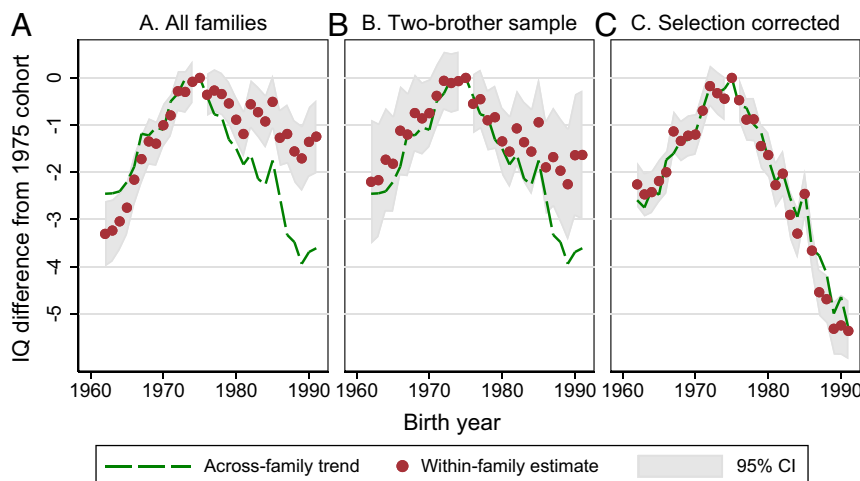 A A. All families B B. Two-brother sample C C. Selection corrected
IQ difference from 1975 cohort
0
-1
-2
-3
-4
-5
1960 1970 1980 1990 1960 1970 1980 1990 1960 1970 1980 1990
Birth year
Across-family trend Within-family estimate 95% CI